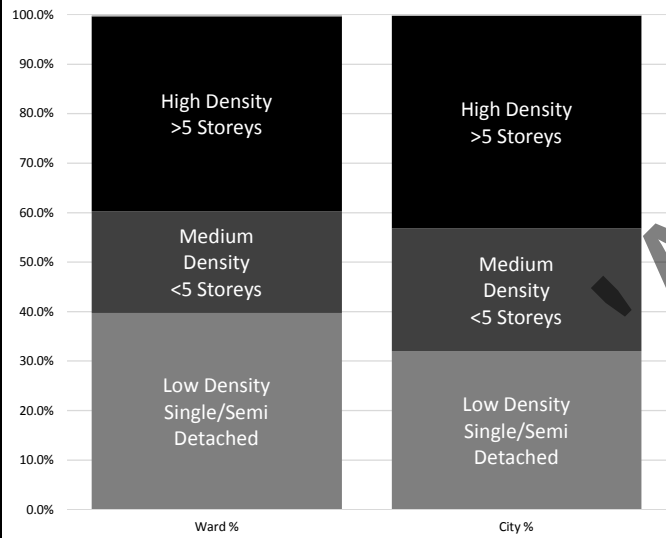 100.0%
90.0%
80.0%
70.0%
60.0%
50.0%
40.0%
30.0%
20.0%
10.0%
0.0%
High Density
>5 Storeys
Medium
Density
<5 Storeys
Low Density
Single/Semi
Detached
High Density
>5 Storeys
Medium
Density
<5 Storeys
Low Density
Single/Semi
Detached
Ward %
City %